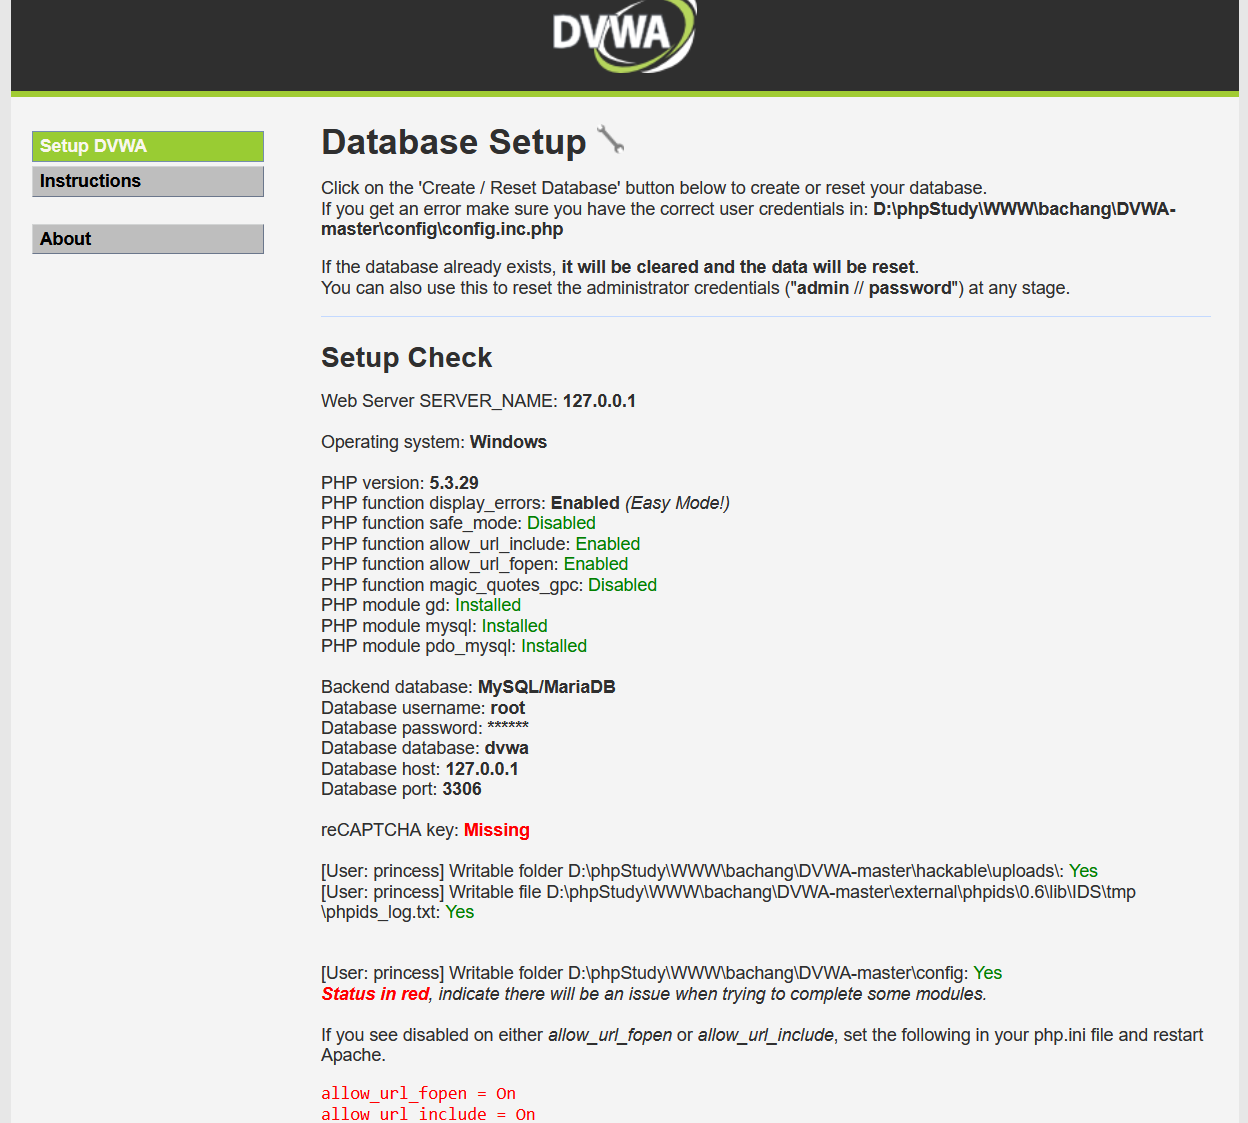 DVWA
Setup DVWA
Instructions
About
Database Setup
Click on the 'Create / Reset Database' button below to create or reset your database.
If you get an error make sure you have the correct user credentials in: D:\phpStudy\WWW\bachang\DVWA-
master\config\config.inc.php
If the database already exists, it will be cleared and the data will be reset.
You can also use this to reset the administrator credentials ("admin // password") at any stage.
Setup Check
Web Server SERVER_NAME: 127.0.0.1
Operating system: Windows
PHP version: 5.3.29
PHP function display_errors: Enabled (Easy Mode!)
PHP function safe_mode: Disabled
PHP function allow_url_include: Enabled
PHP function allow_url_fopen: Enabled
PHP function magic_quotes_gpc: Disabled
PHP module gd: Installed
PHP module mysql: Installed
PHP module pdo_mysql: Installed
Backend database: MySQL/MariaDB
Database username: root
Database password: ******
Database database: dvwa
Database host: 127.0.0.1
Database port: 3306
reCAPTCHA key: Missing
[User: princess] Writable folder D:\phpStudy\WWW\bachang\DVWA-master\hackable\uploads\: Yes
[User: princess] Writable file D:\phpStudy\WWW\bachang\DVWA-master\external\phpids\0.6\lib\IDS\tmp
\phpids_log.txt: Yes
[User: princess] Writable folder D:\phpStudy\WWW\bachang\DVWA-master\config: Yes
Status in red, indicate there will be an issue when trying to complete some modules.
If you see disabled on either allow_url_fopen or allow_url_include, set the following in your php.ini file and restart
Apache.
allow_url_fopen = On
allow_url_include = On